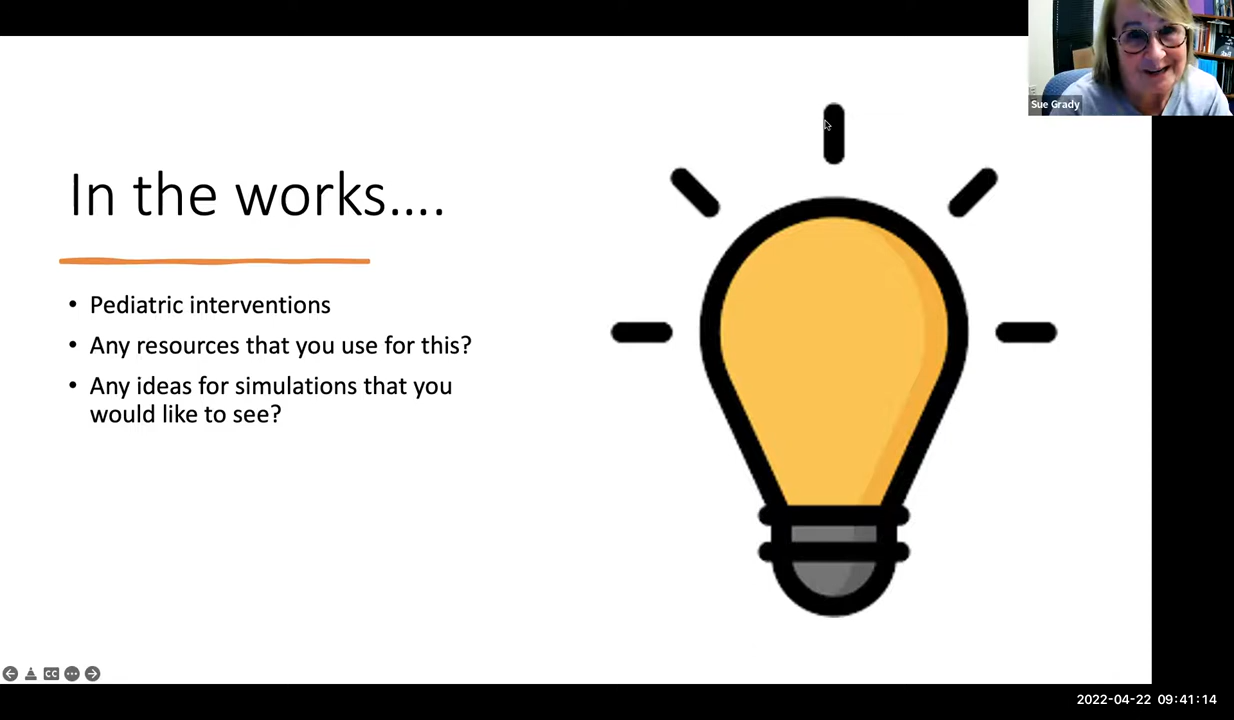 Sue Grady
In the works....
• Pediatric interventions
• Any resources that you use for this?
• Any ideas for simulations that you
would like to see?
CC
2022-04-22 09:41:14